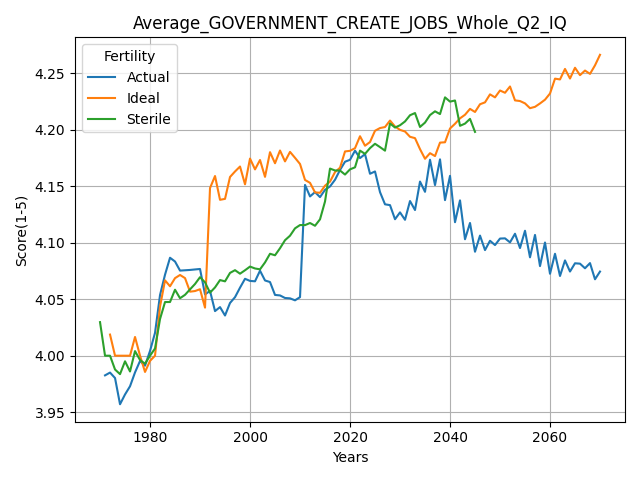 Average_GOVERNMENT_CREATE_JOBS_Whole_Q2_IQ
Fertility
Actual
Ideal
Sterile
Score(1-5)
4.25
4.20
4.15
4.10
4.05
4.00
3.95
1980
2000
2020
2040
2060
Years